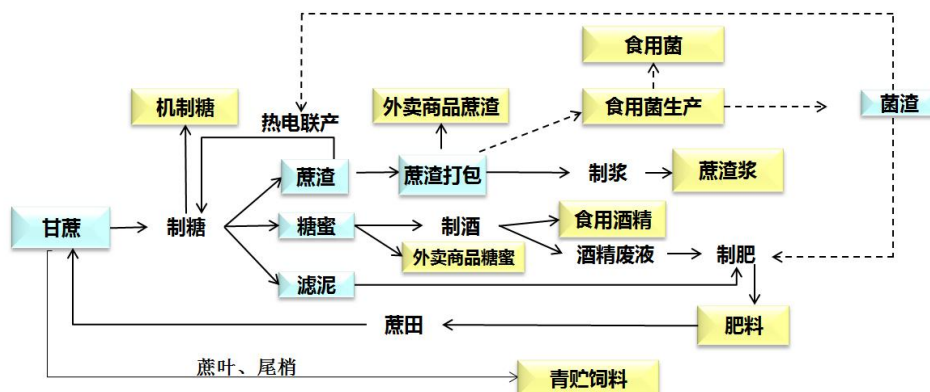 食用菌
机制糖
外卖商品蔗渣
食用菌生产
菌渣
热电联产
蔗渣
蔗渣打包
制浆
蔗渣浆
甘蔗
制糖
糖蜜
制酒
食用酒精
外卖商品糖蜜
酒精废液
制肥
滤泥
蔗田
肥料
蔗叶、尾梢
青贮饲料